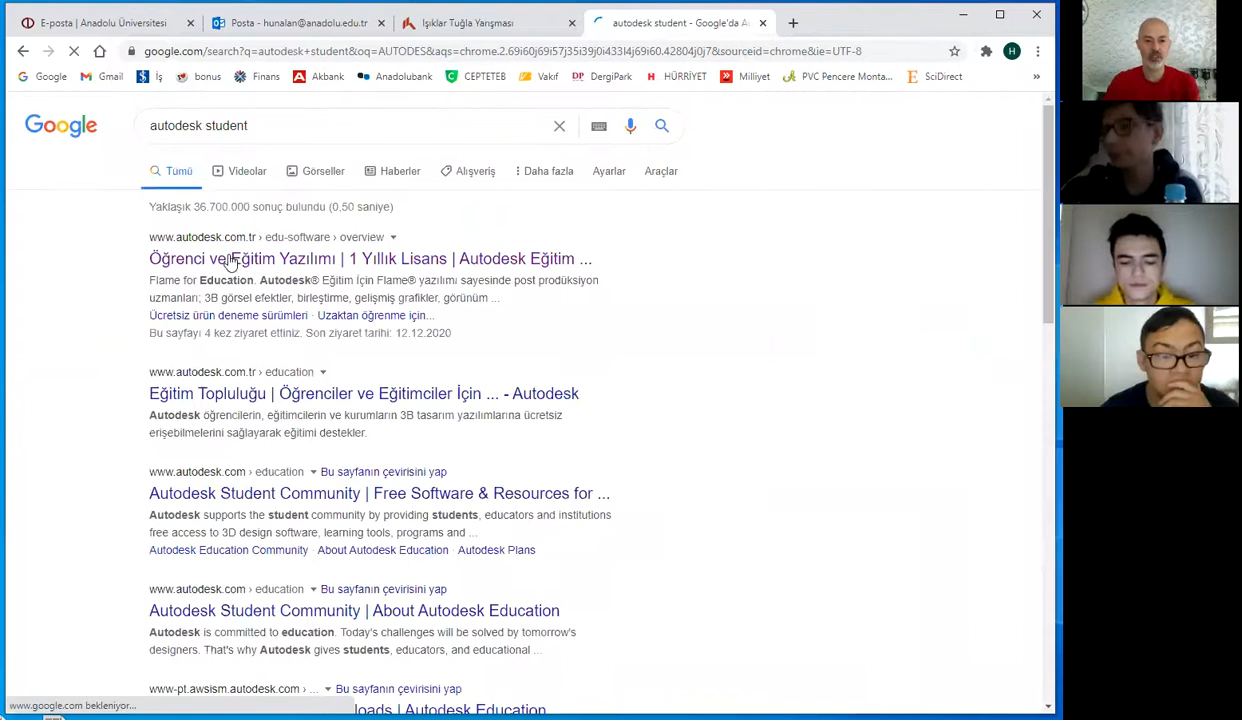 E-posta | Anadolu Üniversitesi
Posta - hunalan@anadolu.edu.tr
Işıklar Tuğla Yarışması
autodesk student - Google'da A
google.com/search?q=autodesk+student&oq=AUTODES&aqs=chrome.2.69i60j69i57j35i39j0i433l4j69i60.42804j0j7&sourceid=chrome&ie=UTF-8
H
Google
Gmail
İş
bonus
Finans
Akbank
Anadolubank
CEPTETEB
Vakıf
DergiPark
HÜRRİYET
Milliyet
PVC Pencere Monta...
SciDirect
»
Google
autodesk student
Tümü
Videolar
Görseller
Haberler
Alışveriş
Daha fazla
Ayarlar
Araçlar
Yaklaşık 36.700.000 sonuç bulundu (0,50 saniye)
www.autodesk.com.tr › edu-software › overview
Öğrenci ve Eğitim Yazılımı | 1 Yıllık Lisans | Autodesk Eğitim ...
Flame for Education. Autodesk® Eğitim İçin Flame® yazılımı sayesinde post prodüksiyon
uzmanları; 3B görsel efektler, birleştirme, gelişmiş grafikler, görünüm ...
Ücretsiz ürün deneme sürümleri · Uzaktan öğrenme için...
Bu sayfayı 4 kez ziyaret ettiniz. Son ziyaret tarihi: 12.12.2020
www.autodesk.com.tr › education
Eğitim Topluluğu | Öğrenciler ve Eğitimciler İçin ... - Autodesk
Autodesk öğrencilerin, eğitimcilerin ve kurumların 3B tasarım yazılımlarına ücretsiz
erişebilmelerini sağlayarak eğitimi destekler.
www.autodesk.com › education Bu sayfanın çevirisini yap
Autodesk Student Community | Free Software & Resources for ...
Autodesk supports the student community by providing students, educators and institutions
free access to 3D design software, learning tools, programs and ...
Autodesk Education Community · About Autodesk Education · Autodesk Plans
www.autodesk.com › education Bu sayfanın çevirisini yap
Autodesk Student Community | About Autodesk Education
Autodesk is committed to education. Today's challenges will be solved by tomorrow's
designers. That's why Autodesk gives students, educators, and educational ...
www-pt.awsism.autodesk.com › ... Bu sayfanın çevirisini yap
loads | Autodesk Education
www.google.com bekleniyor...